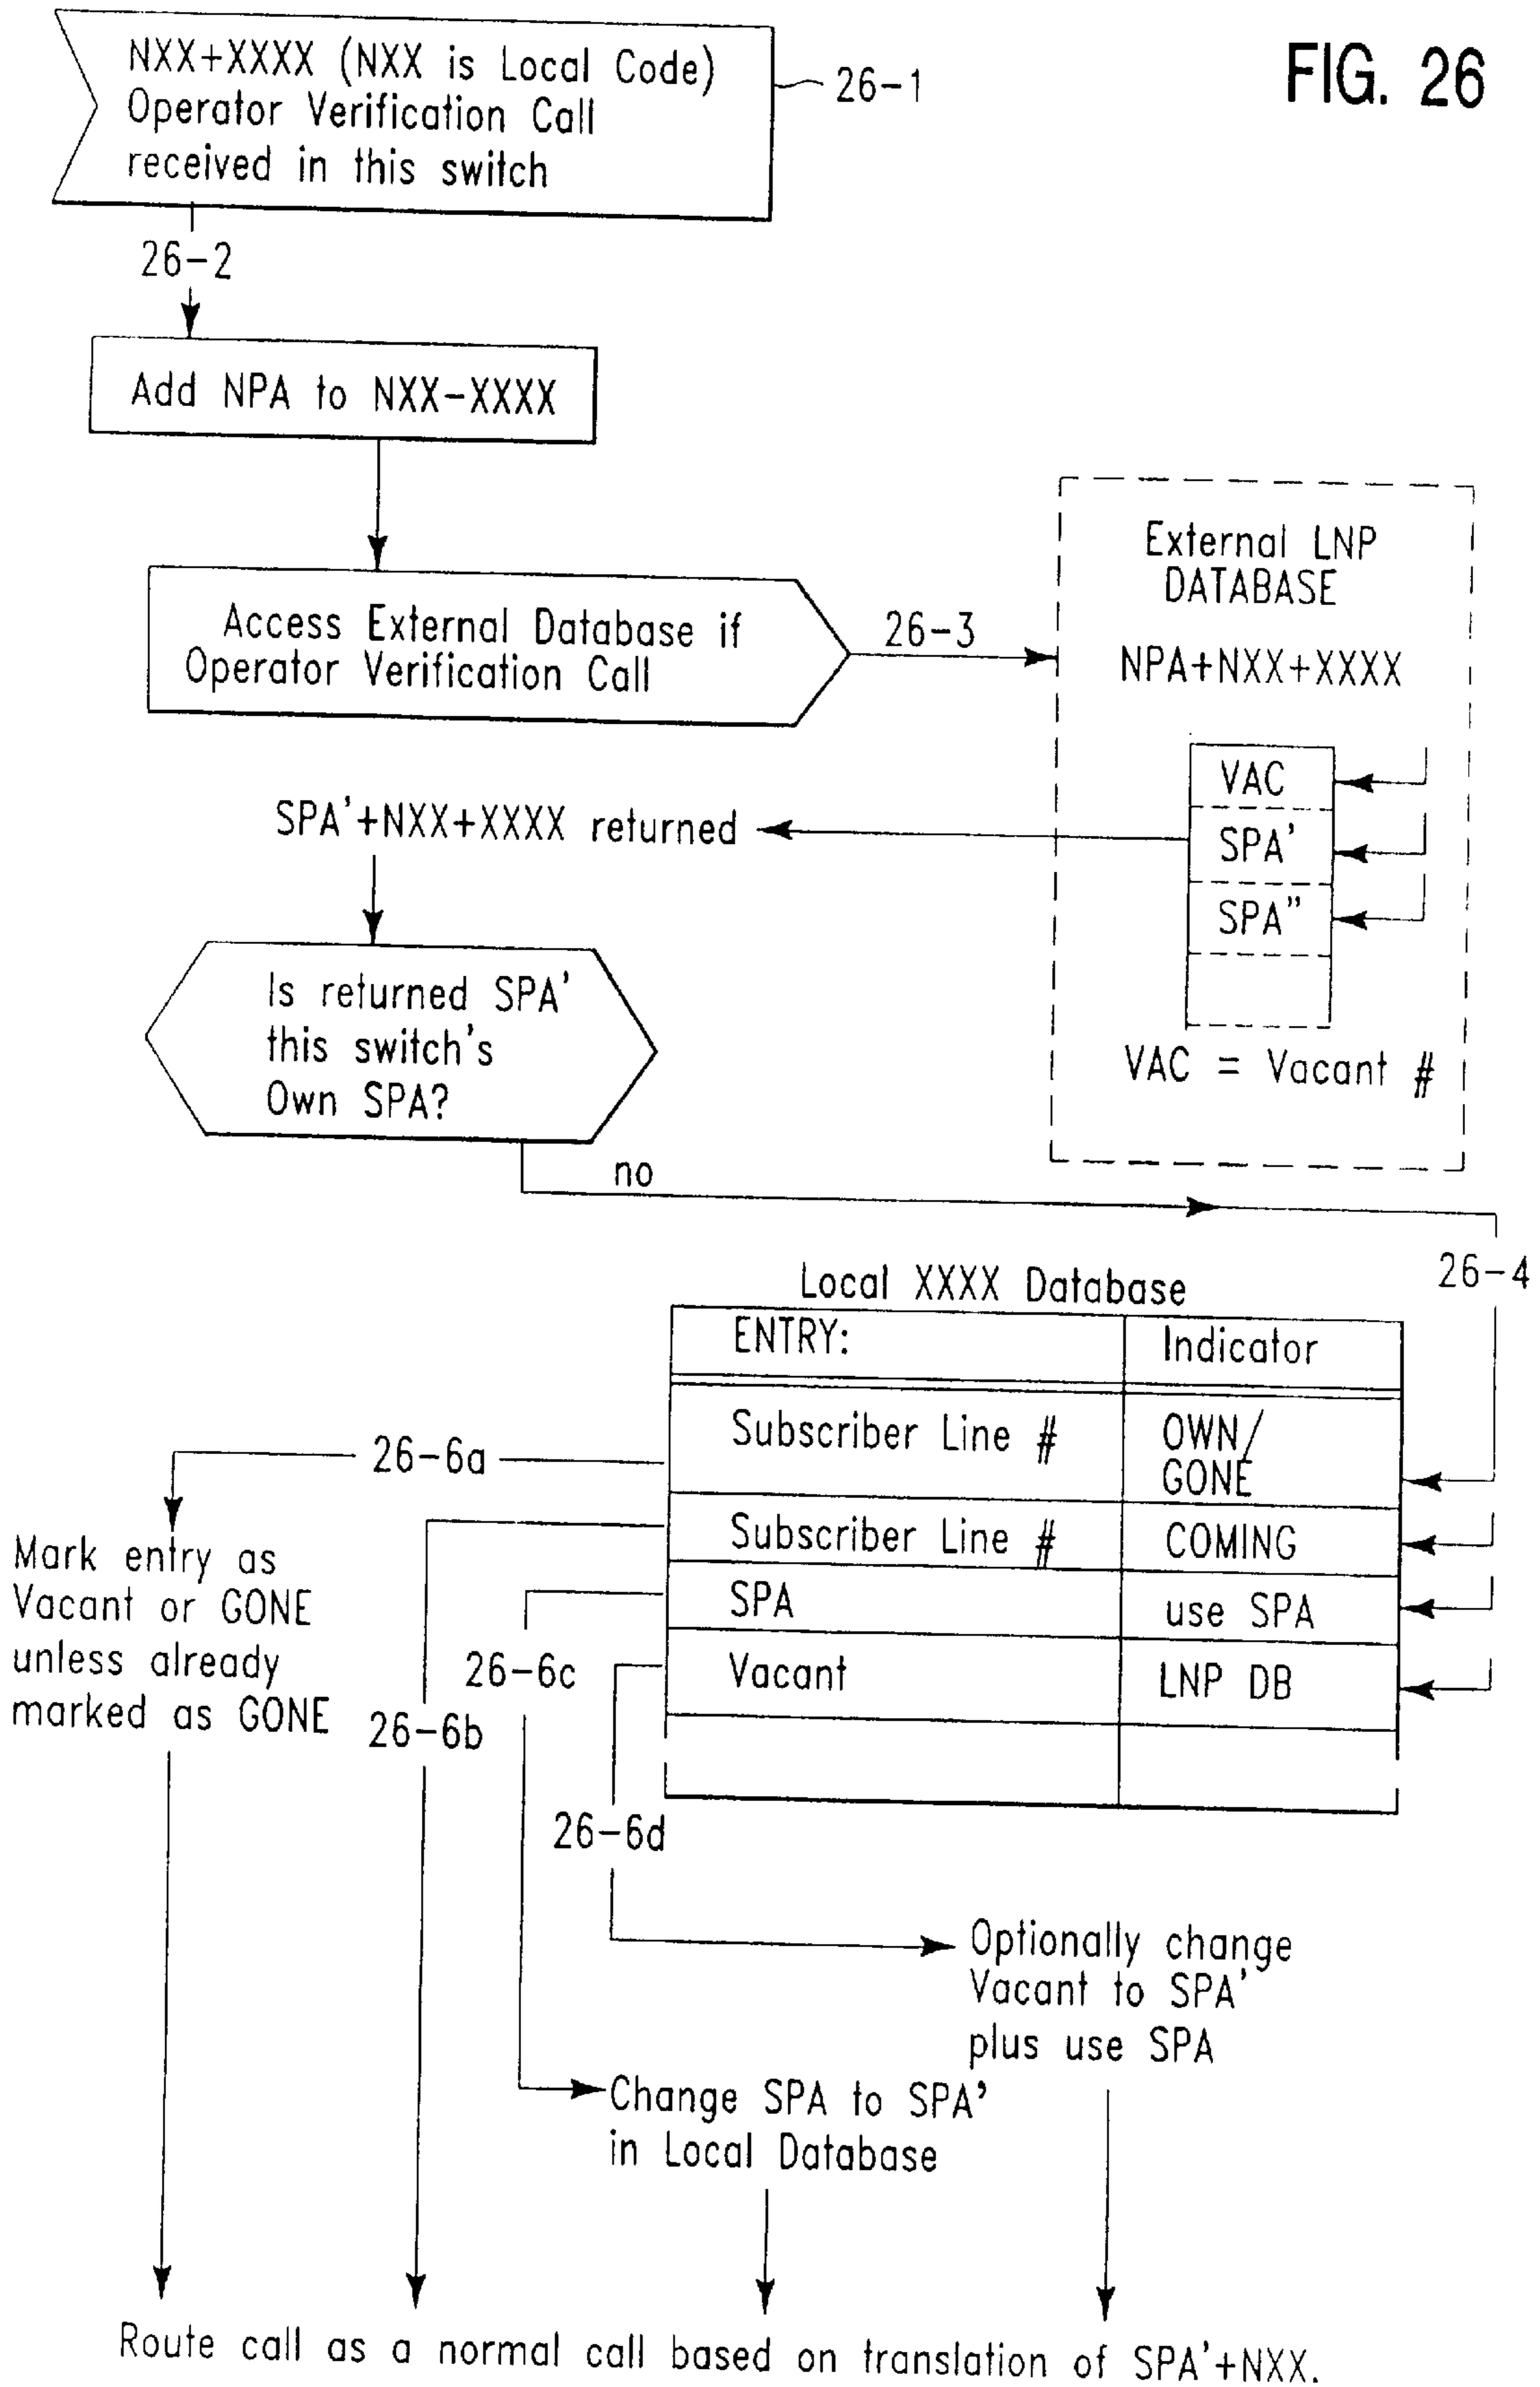 FIG. 26
NXX+XXXX (NXX is Local Code)
Operator Verification Call
received in this switch
26-1
26-2
Add NPA to NXX-XXXX
Access External Database if
Operator Verification Call
26-3
External LNP
DATABASE
NPA+NXX+XXXX
VAC
SPA'
SPA"
VAC = Vacant #
SPA'+NXX+XXXX returned
Is returned SPA'
this switch's
Own SPA?
no
26-4
Local XXXX Database
ENTRY: Indicator
Subscriber Line # OWN/
GONE
Subscriber Line # COMING
SPA use SPA
Vacant LNP DB
26-6a
Mark entry as
Vacant or GONE
unless already
marked as GONE
26-6b
26-6c
26-6d
Optionally change
Vacant to SPA'
plus use SPA
Change SPA to SPA'
in Local Database
Route call as a normal call based on translation of SPA'+NXX.